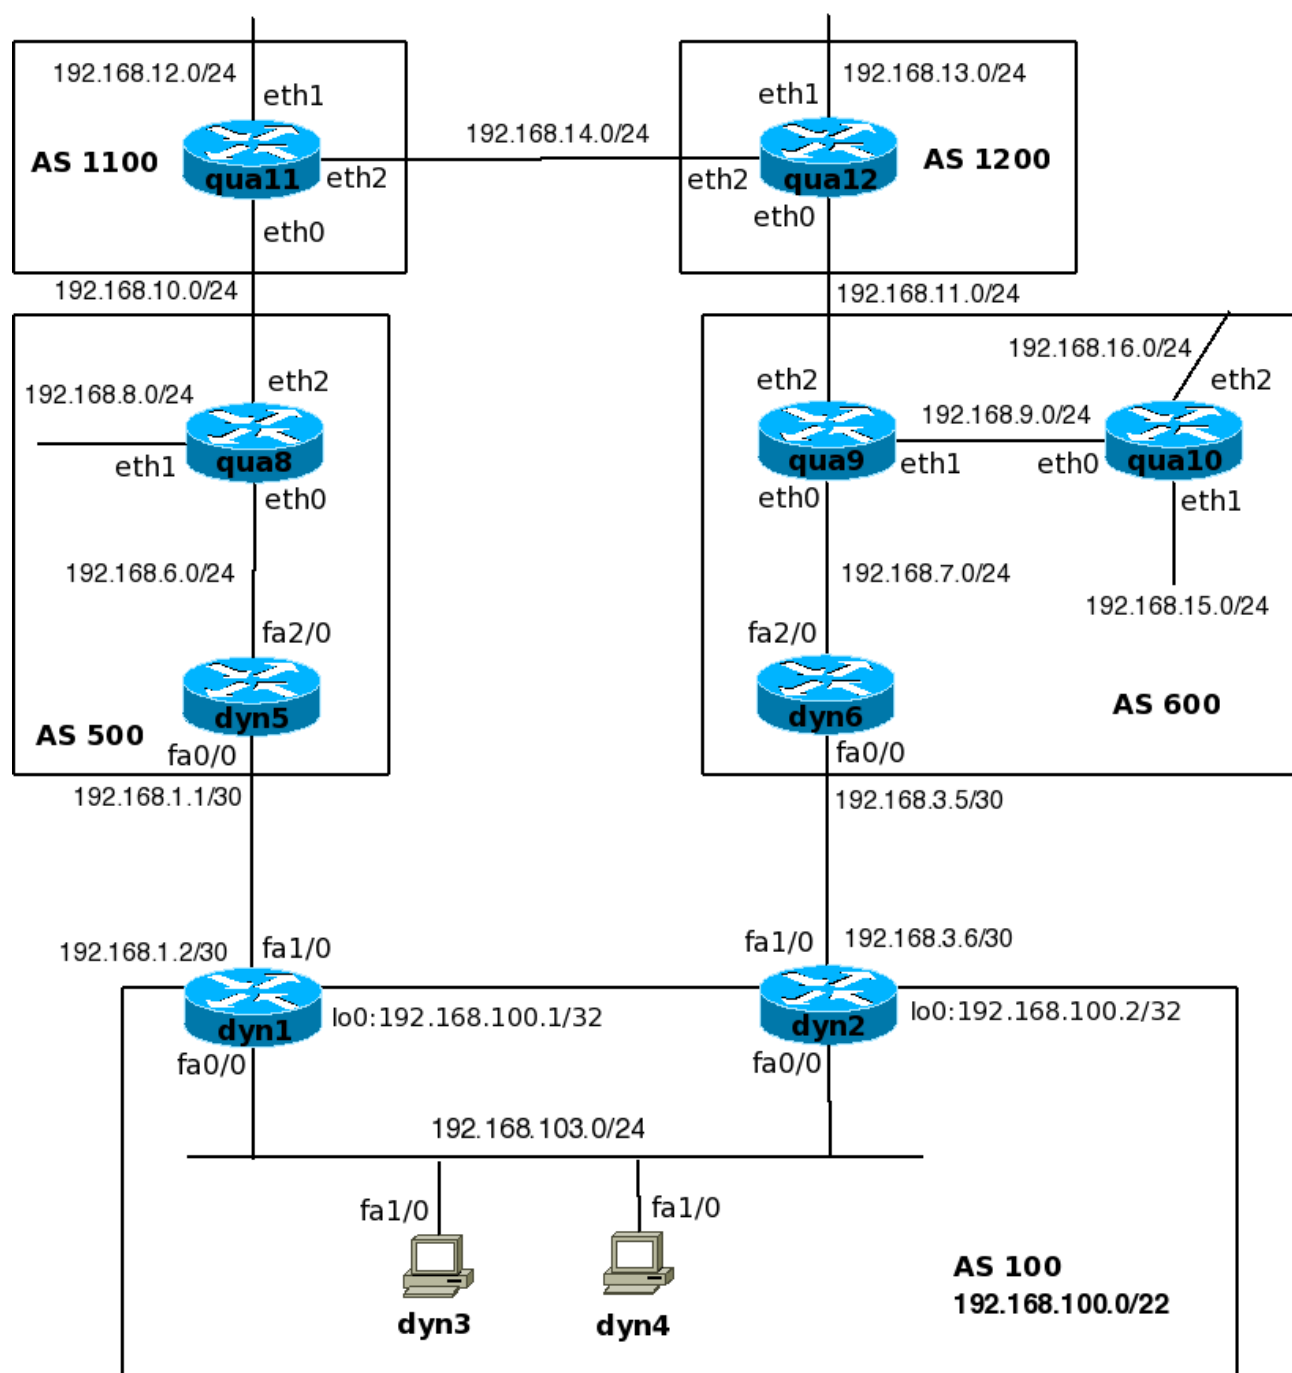 192.168.12.0/24
192.168.13.0/24
eth1
eth1
192.168.14.0/24
AS 1100
AS 1200
qua11
eth2
eth2
qua12
eth0
eth0
192.168.10.0/24
192.168.11.0/24
192.168.16.0/24
eth2
eth2
eth2
192.168.8.0/24
192.168.9.0/24
eth1
qua8
qua9
eth1
eth0
qua10
eth0
eth0
eth1
192.168.6.0/24
192.168.7.0/24
192.168.15.0/24
fa2/0
fa2/0
dyn5
dyn6
AS 600
AS 500
fa0/0
fa0/0
192.168.1.1/30
192.168.3.5/30
192.168.1.2/30
fa1/0
fa1/0
192.168.3.6/30
dyn1
lo0:192.168.100.1/32
dyn2
lo0:192.168.100.2/32
fa0/0
fa0/0
192.168.103.0/24
fa1/0
fa1/0
dyn3
dyn4
AS 100
192.168.100.0/22